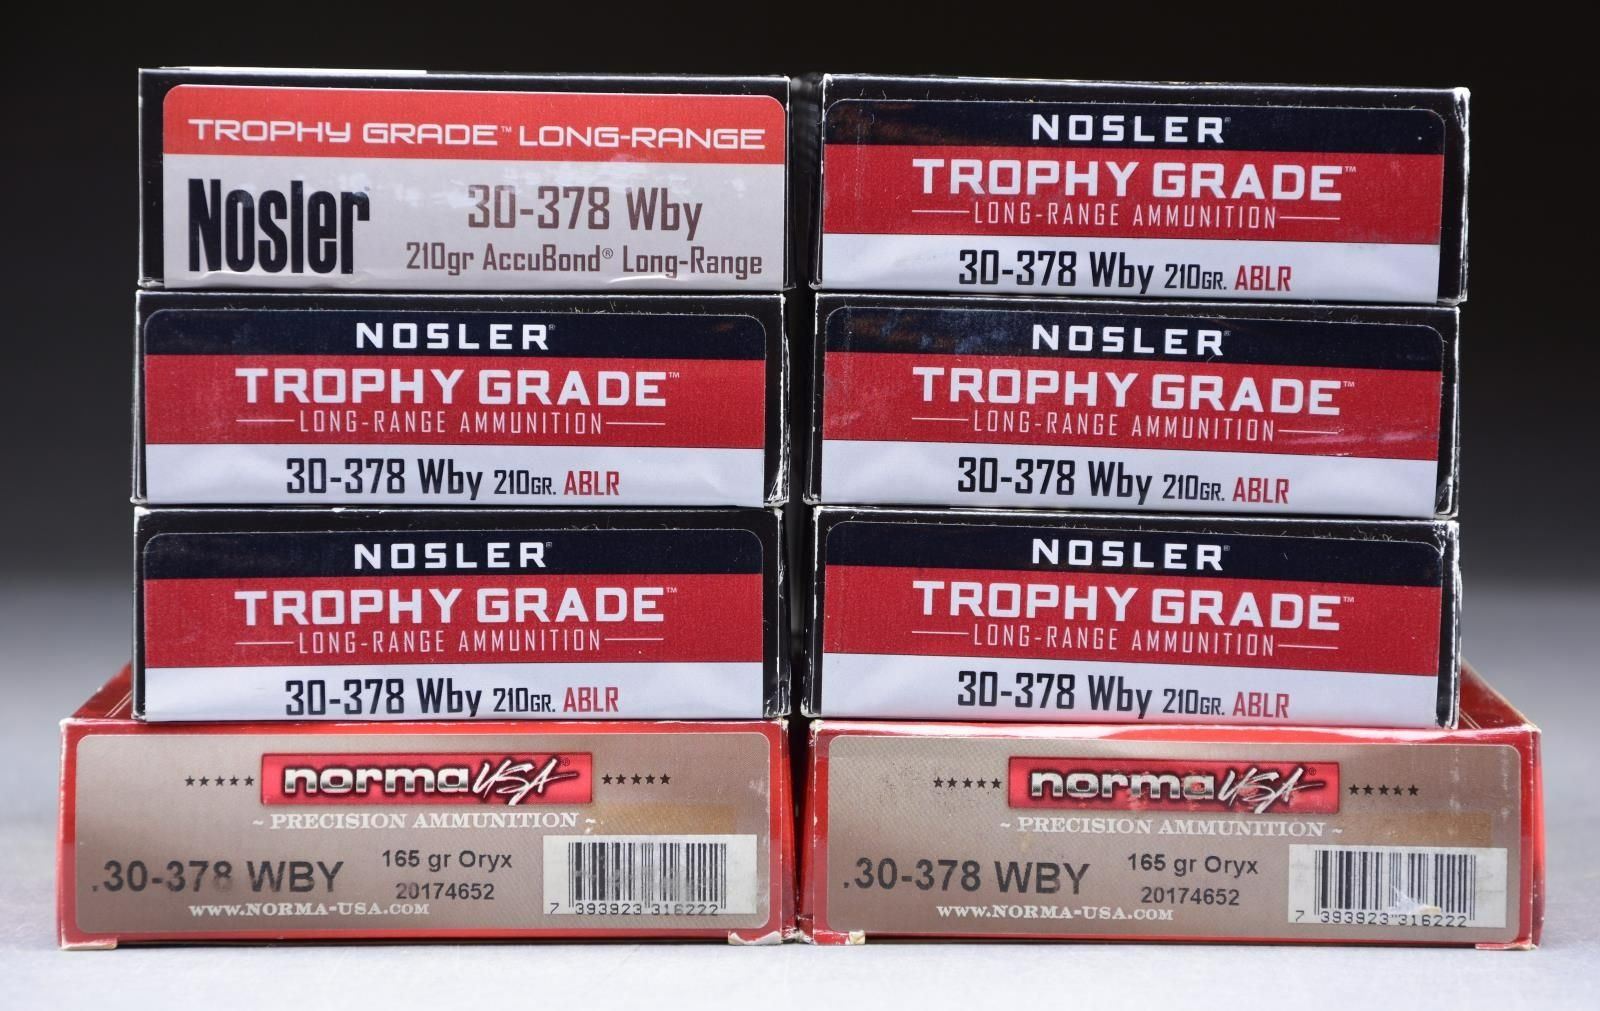 TROPHY GRADE™ LONG-RANGE
Nosler
30-378 Wby
210gr AccuBond® Long-Range
NOSLER®
TROPHY GRADE™
LONG-RANGE AMMUNITION
30-378 Wby 210GR. ABLR
NOSLER®
TROPHY GRADE™
LONG-RANGE AMMUNITION
30-378 Wby 210GR. ABLR
NOSLER®
TROPHY GRADE™
LONG-RANGE AMMUNITION
30-378 Wby 210GR. ABLR
NOSLER®
TROPHY GRADE™
LONG-RANGE AMMUNITION
30-378 Wby 210GR. ABLR
NOSLER®
TROPHY GRADE™
LONG-RANGE AMMUNITION
30-378 Wby 210GR. ABLR
norma USA®
~ PRECISION AMMUNITION ~
.30-378 WBY
165 gr Oryx
20174652
www.NORMA-USA.COM
7 393923 316222
norma USA®
~ PRECISION AMMUNITION ~
.30-378 WBY
165 gr Oryx
20174652
www.NORMA-USA.COM
7 393923 316222